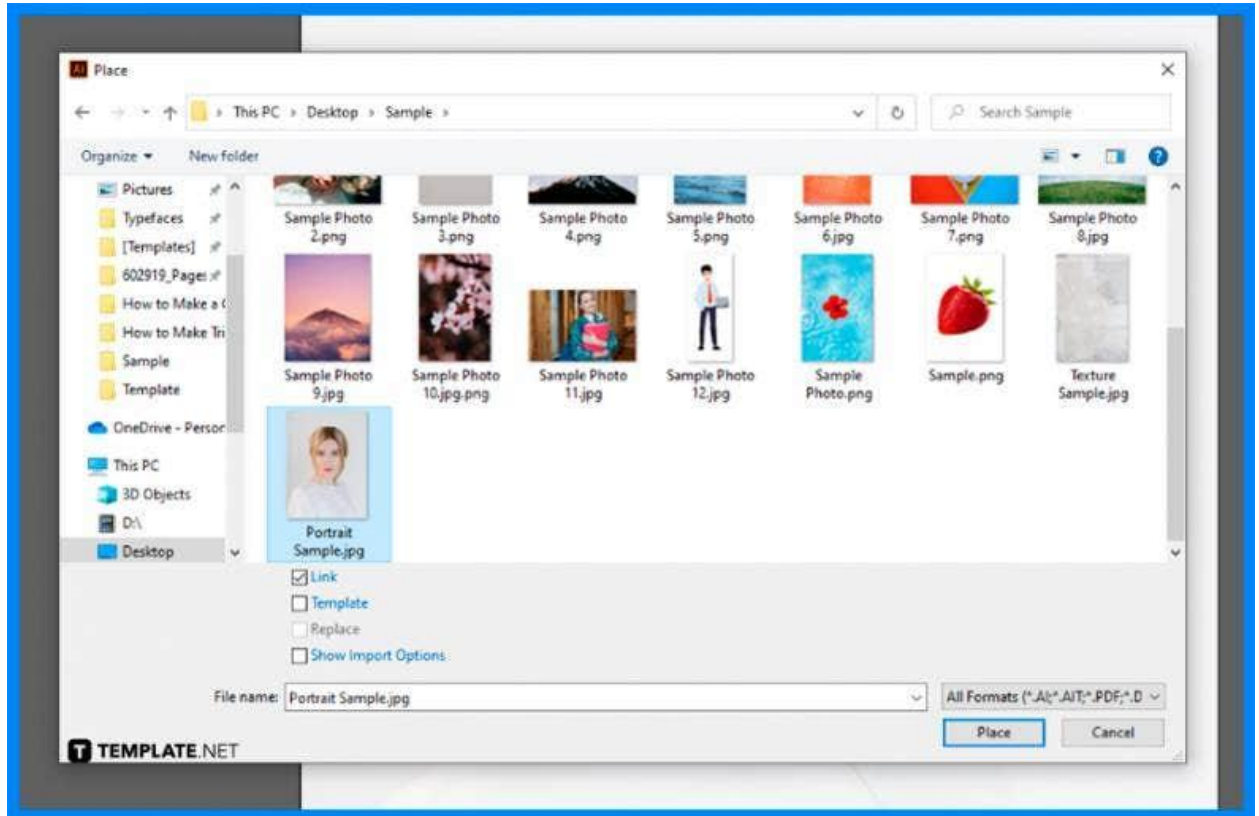 Ai Place
This PC > Desktop > Sample >
Search Sample
Organize
New folder
Pictures
Typefaces
[Templates]
602919_Pages
How to Make a
How to Make Tri
Sample
Template
OneDrive - Person
This PC
3D Objects
D:\
Desktop
Sample Photo
2.png
Sample Photo
3.png
Sample Photo
4.png
Sample Photo
5.png
Sample Photo
6.jpg
Sample Photo
7.png
Sample Photo
8.jpg
Sample Photo
9.jpg
Sample Photo
10.jpg.png
Sample Photo
11.jpg
Sample Photo
12.jpg
Sample
Photo.png
Sample.png
Texture
Sample.jpg
Portrait
Sample.jpg
Link
Template
Replace
Show Import Options
File name: Portrait Sample.jpg
All Formats (*.AI;*.AIT;*.PDF;*.D
Place
Cancel
T TEMPLATE.NET